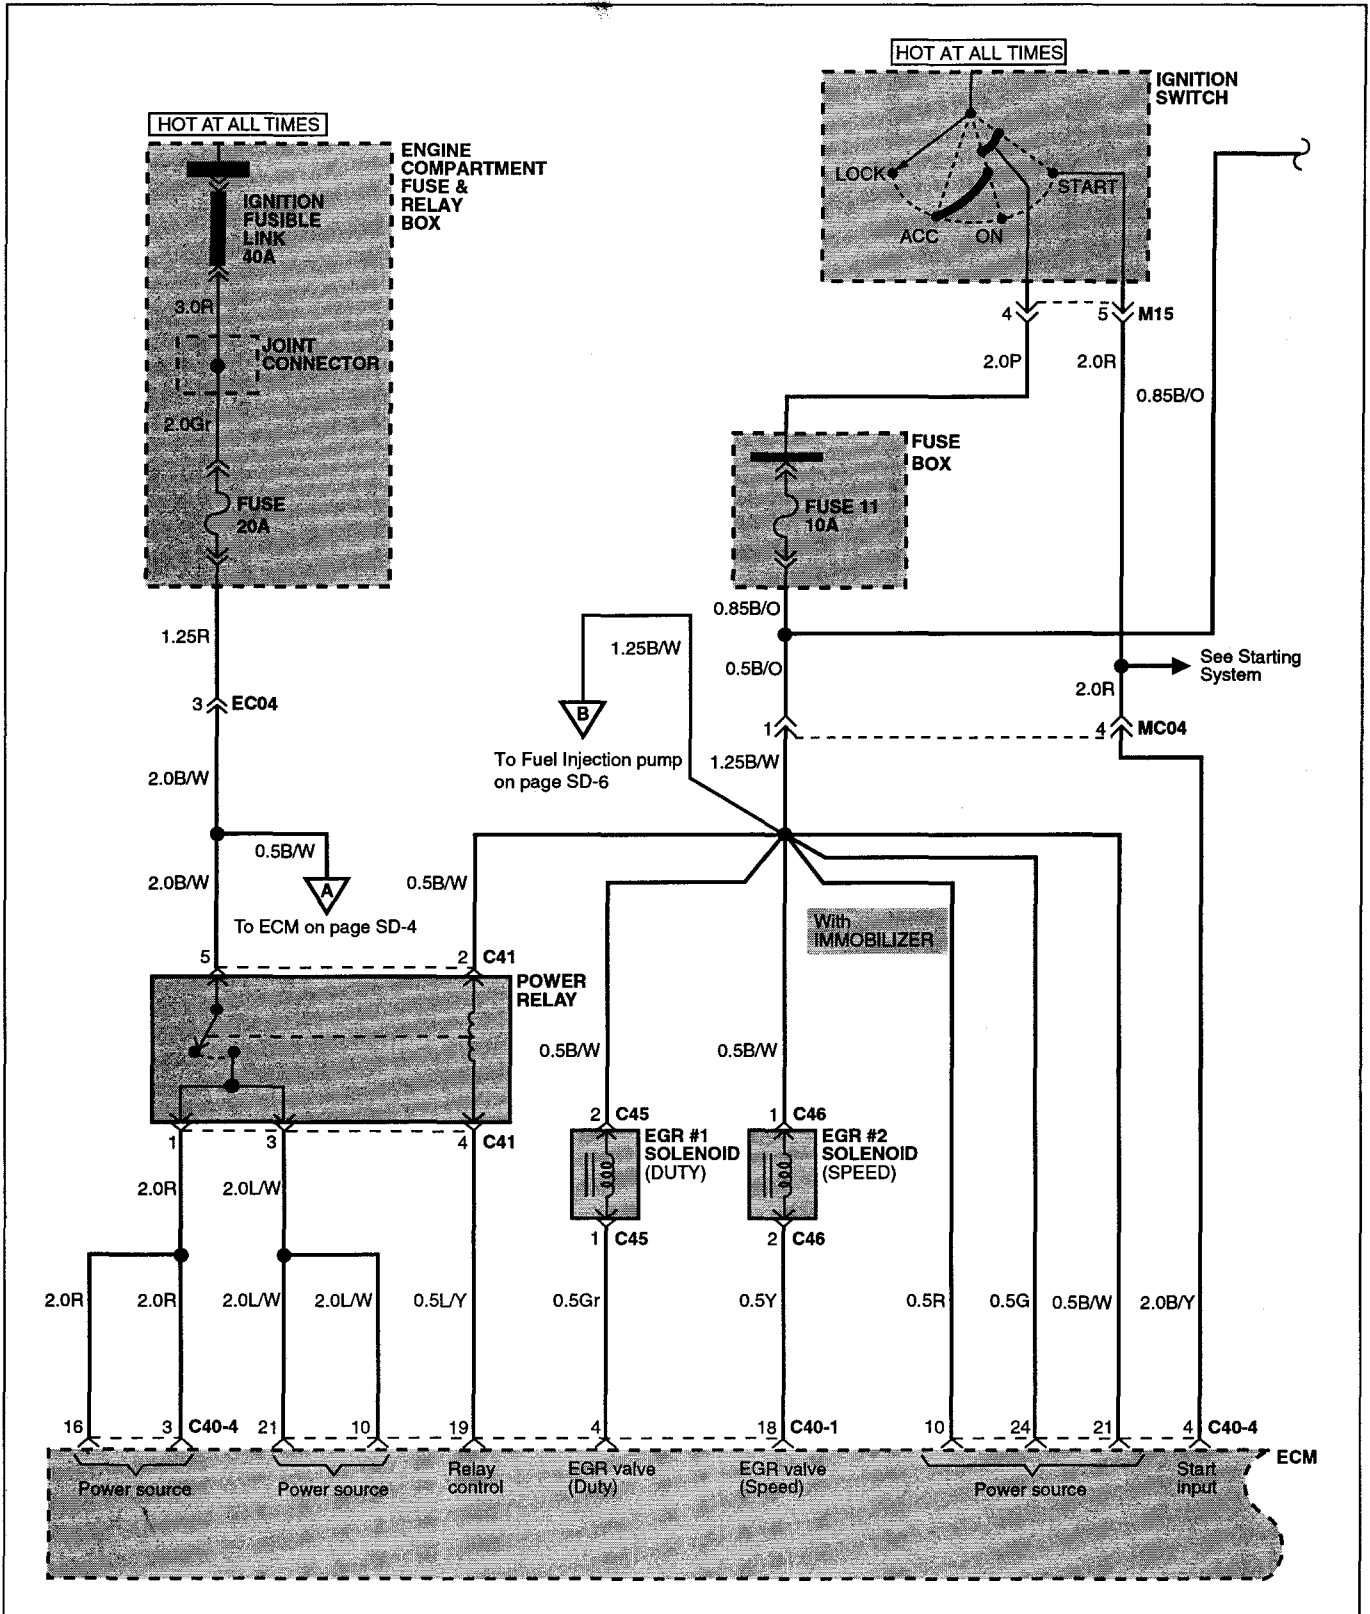 HOT AT ALL TIMES
IGNITION
SWITCH
LOCK
START
ACC
ON
HOT AT ALL TIMES
ENGINE
COMPARTMENT
FUSE &
RELAY
BOX
IGNITION
FUSIBLE
LINK
40A
3.0R
JOINT
CONNECTOR
2.0Gr
FUSE
20A
4
5
M15
2.0P
2.0R
0.85B/O
FUSE
BOX
FUSE 11
10A
0.85B/O
1.25R
1.25B/W
0.5B/O
See Starting
System
2.0R
3
EC04
B
1
4
MC04
To Fuel Injection pump
on page SD-6
1.25B/W
2.0B/W
0.5B/W
2.0B/W
A
0.5B/W
To ECM on page SD-4
With
IMMOBILIZER
5
2
C41
POWER
RELAY
0.5B/W
0.5B/W
1
3
4
C41
2
C45
EGR #1
SOLENOID
(DUTY)
1
C46
EGR #2
SOLENOID
(SPEED)
2.0R
2.0L/W
1
C45
2
C46
2.0R
2.0R
2.0L/W
2.0L/W
0.5L/Y
0.5Gr
0.5Y
0.5R
0.5G
0.5B/W
2.0B/Y
16
3
C40-4
21
10
19
4
18
C40-1
10
24
21
4
C40-4
ECM
Power source
Power source
Relay
control
EGR valve
(Duty)
EGR valve
(Speed)
Power source
Start
input